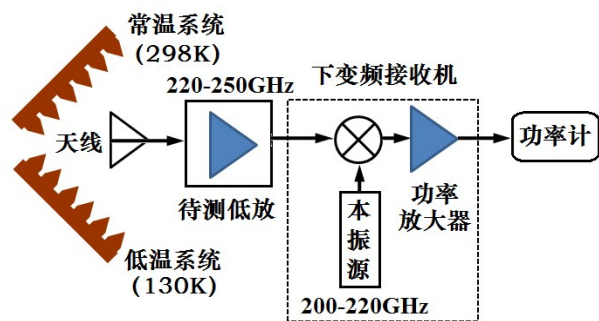 常温系统
(298K)
220-250GHz
下变频接收机
天线
功率计
待测低放
本
振
源
功率
放大器
低温系统
(130K)
200-220GHz